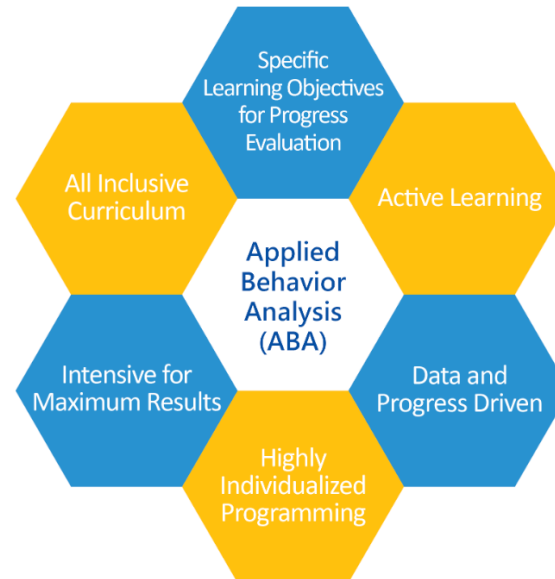 Specific
Learning Objectives
for Progress
Evaluation
All Inclusive
Curriculum
Active Learning
Applied
Behavior
Analysis
(ABA)
Intensive for
Maximum Results
Data and
Progress Driven
Highly
Individualized
Programming